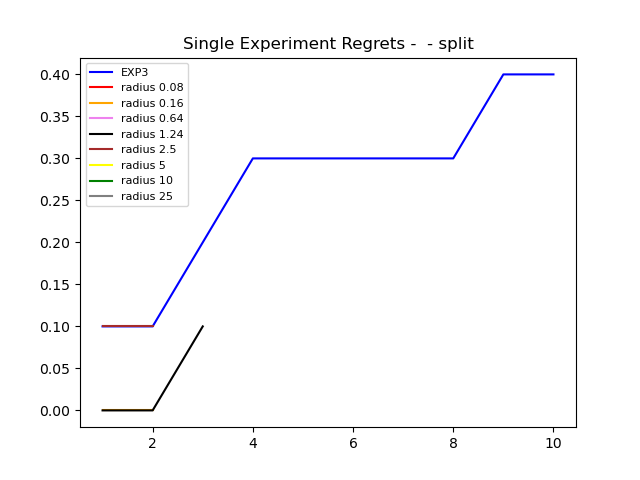 Single Experiment Regrets -  - split
EXP3
radius 0.08
radius 0.16
radius 0.64
radius 1.24
radius 2.5
radius 5
radius 10
radius 25
0.40
0.35
0.30
0.25
0.20
0.15
0.10
0.05
0.00
2
4
6
8
10